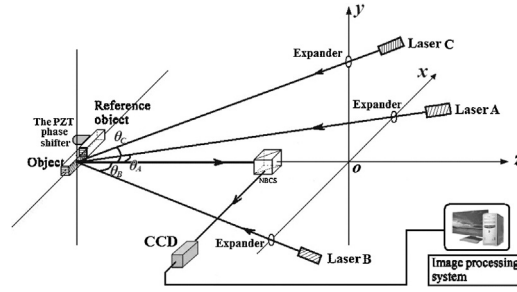 y
Laser C
Expander
x
Reference
object
The PZT
phase
shifter
Expander
Laser A
θC
Object
θA
θB
NBCS
o
z
CCD
Expander
Laser B
Image processing
system